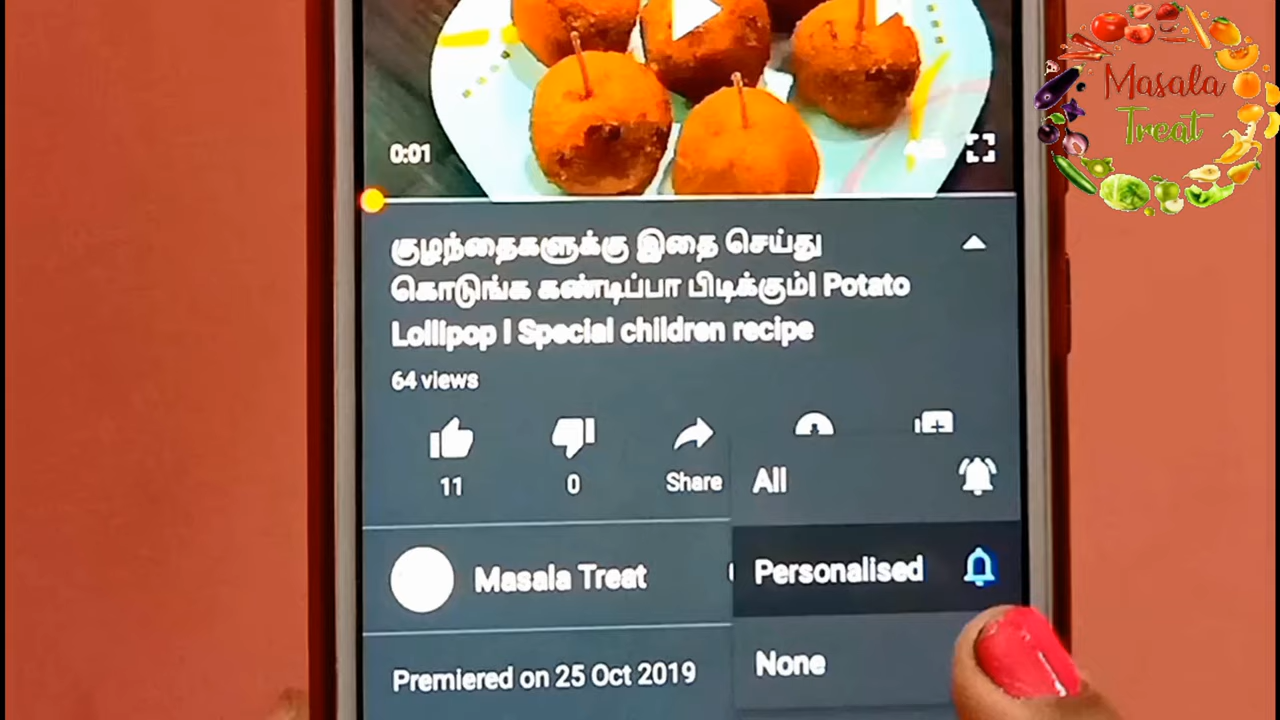 Masala
Treat
0:01
குழந்தைகளுக்கு இதை செய்து
கொடுங்க கண்டிப்பா பிடிக்கும்l Potato
Lollipop l Special children recipe
64 views
11
0
Share
All
Masala Treat
Personalised
None
Premiered on 25 Oct 2019